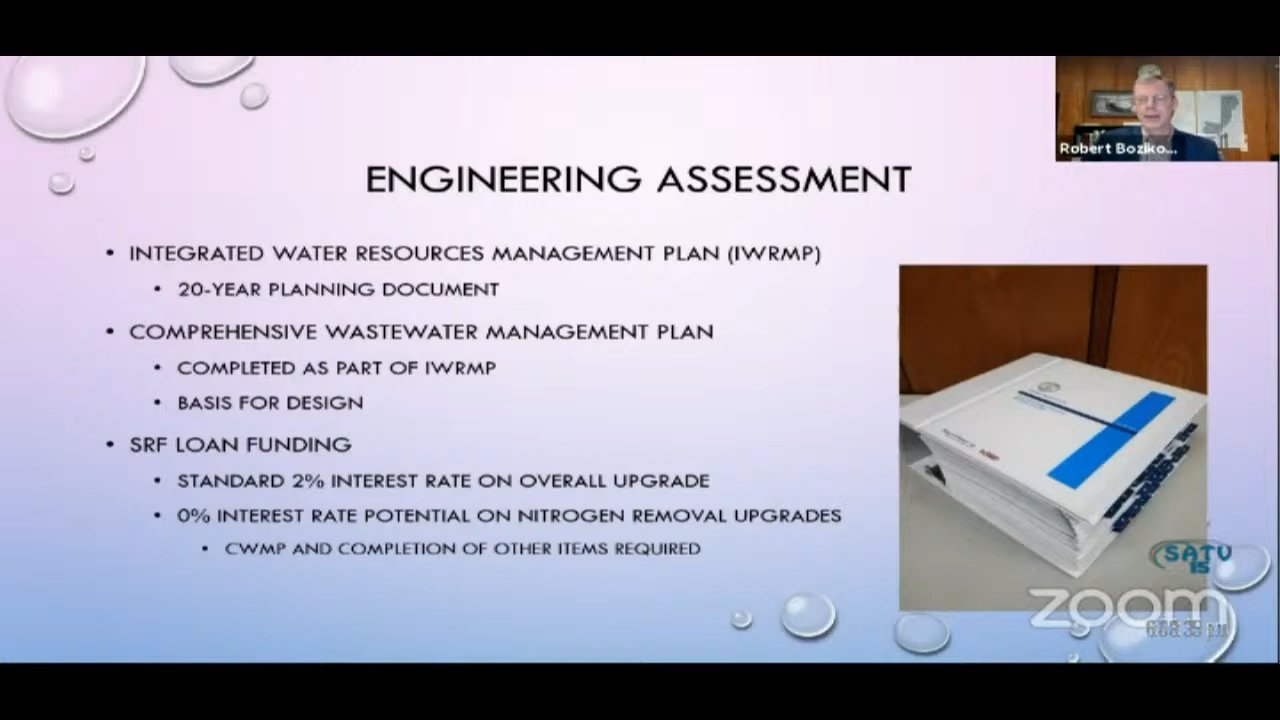 Robert Boziko...
ENGINEERING ASSESSMENT
• INTEGRATED WATER RESOURCES MANAGEMENT PLAN (IWRMP)
• 20-YEAR PLANNING DOCUMENT
• COMPREHENSIVE WASTEWATER MANAGEMENT PLAN
• COMPLETED AS PART OF IWRMP
• BASIS FOR DESIGN
• SRF LOAN FUNDING
• STANDARD 2% INTEREST RATE ON OVERALL UPGRADE
• 0% INTEREST RATE POTENTIAL ON NITROGEN REMOVAL UPGRADES
• CWMP AND COMPLETION OF OTHER ITEMS REQUIRED
SATV
15
zoom